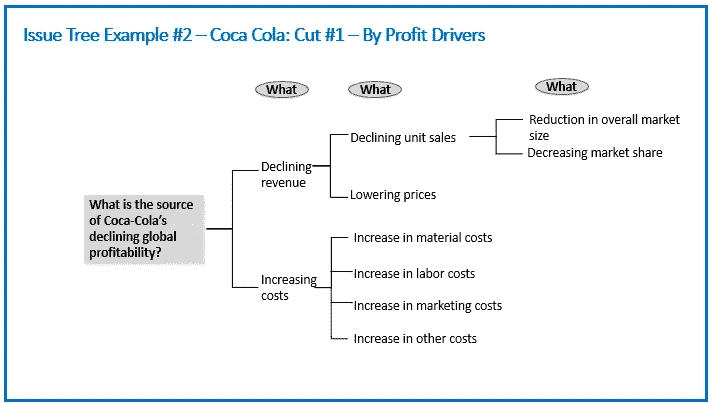 Issue Tree Example #2 – Coca Cola: Cut #1 – By Profit Drivers
What
What
What
What is the source
of Coca-Cola's
declining global
profitability?
Declining
revenue
Declining unit sales
Reduction in overall market
size
Decreasing market share
Lowering prices
Increasing
costs
Increase in material costs
Increase in labor costs
Increase in marketing costs
Increase in other costs